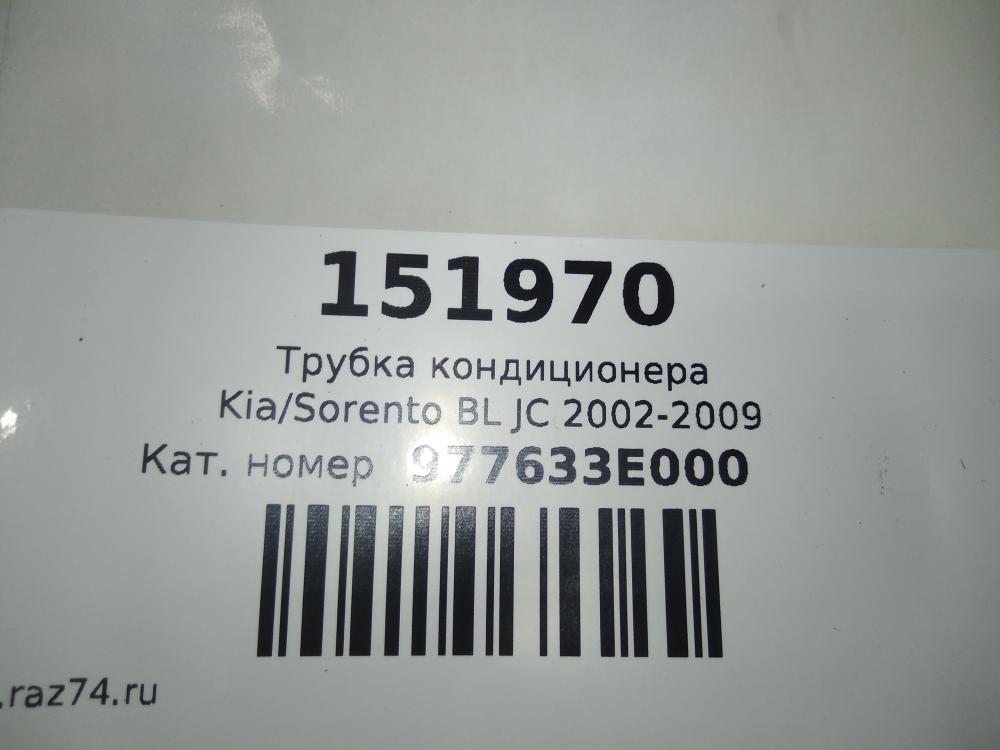 151970
Трубка кондиционера
Kia/Sorento BL JC 2002-2009
Кат. номер 977633E000
.raz74.ru